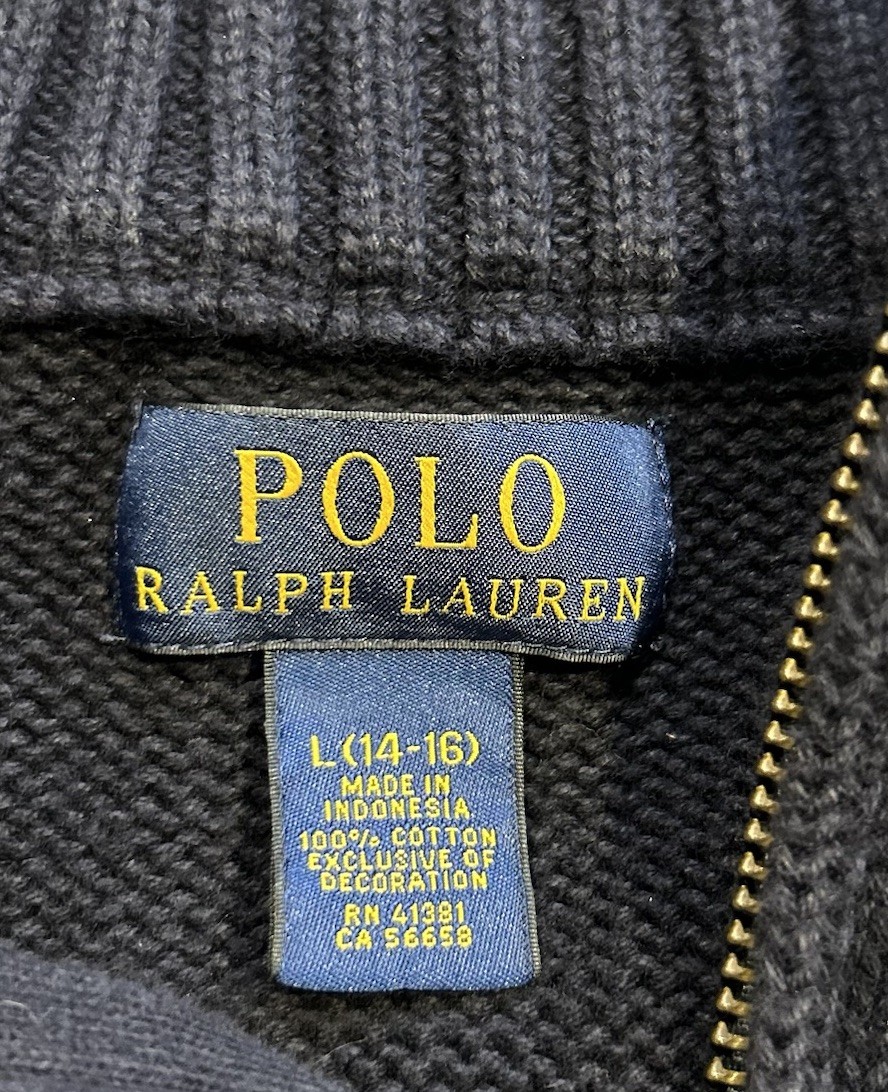 POLO
RALPH LAUREN
L(14-16)
MADE IN
INDONESIA
100% COTTON
EXCLUSIVE OF
DECORATION
RN 41381
CA 56658